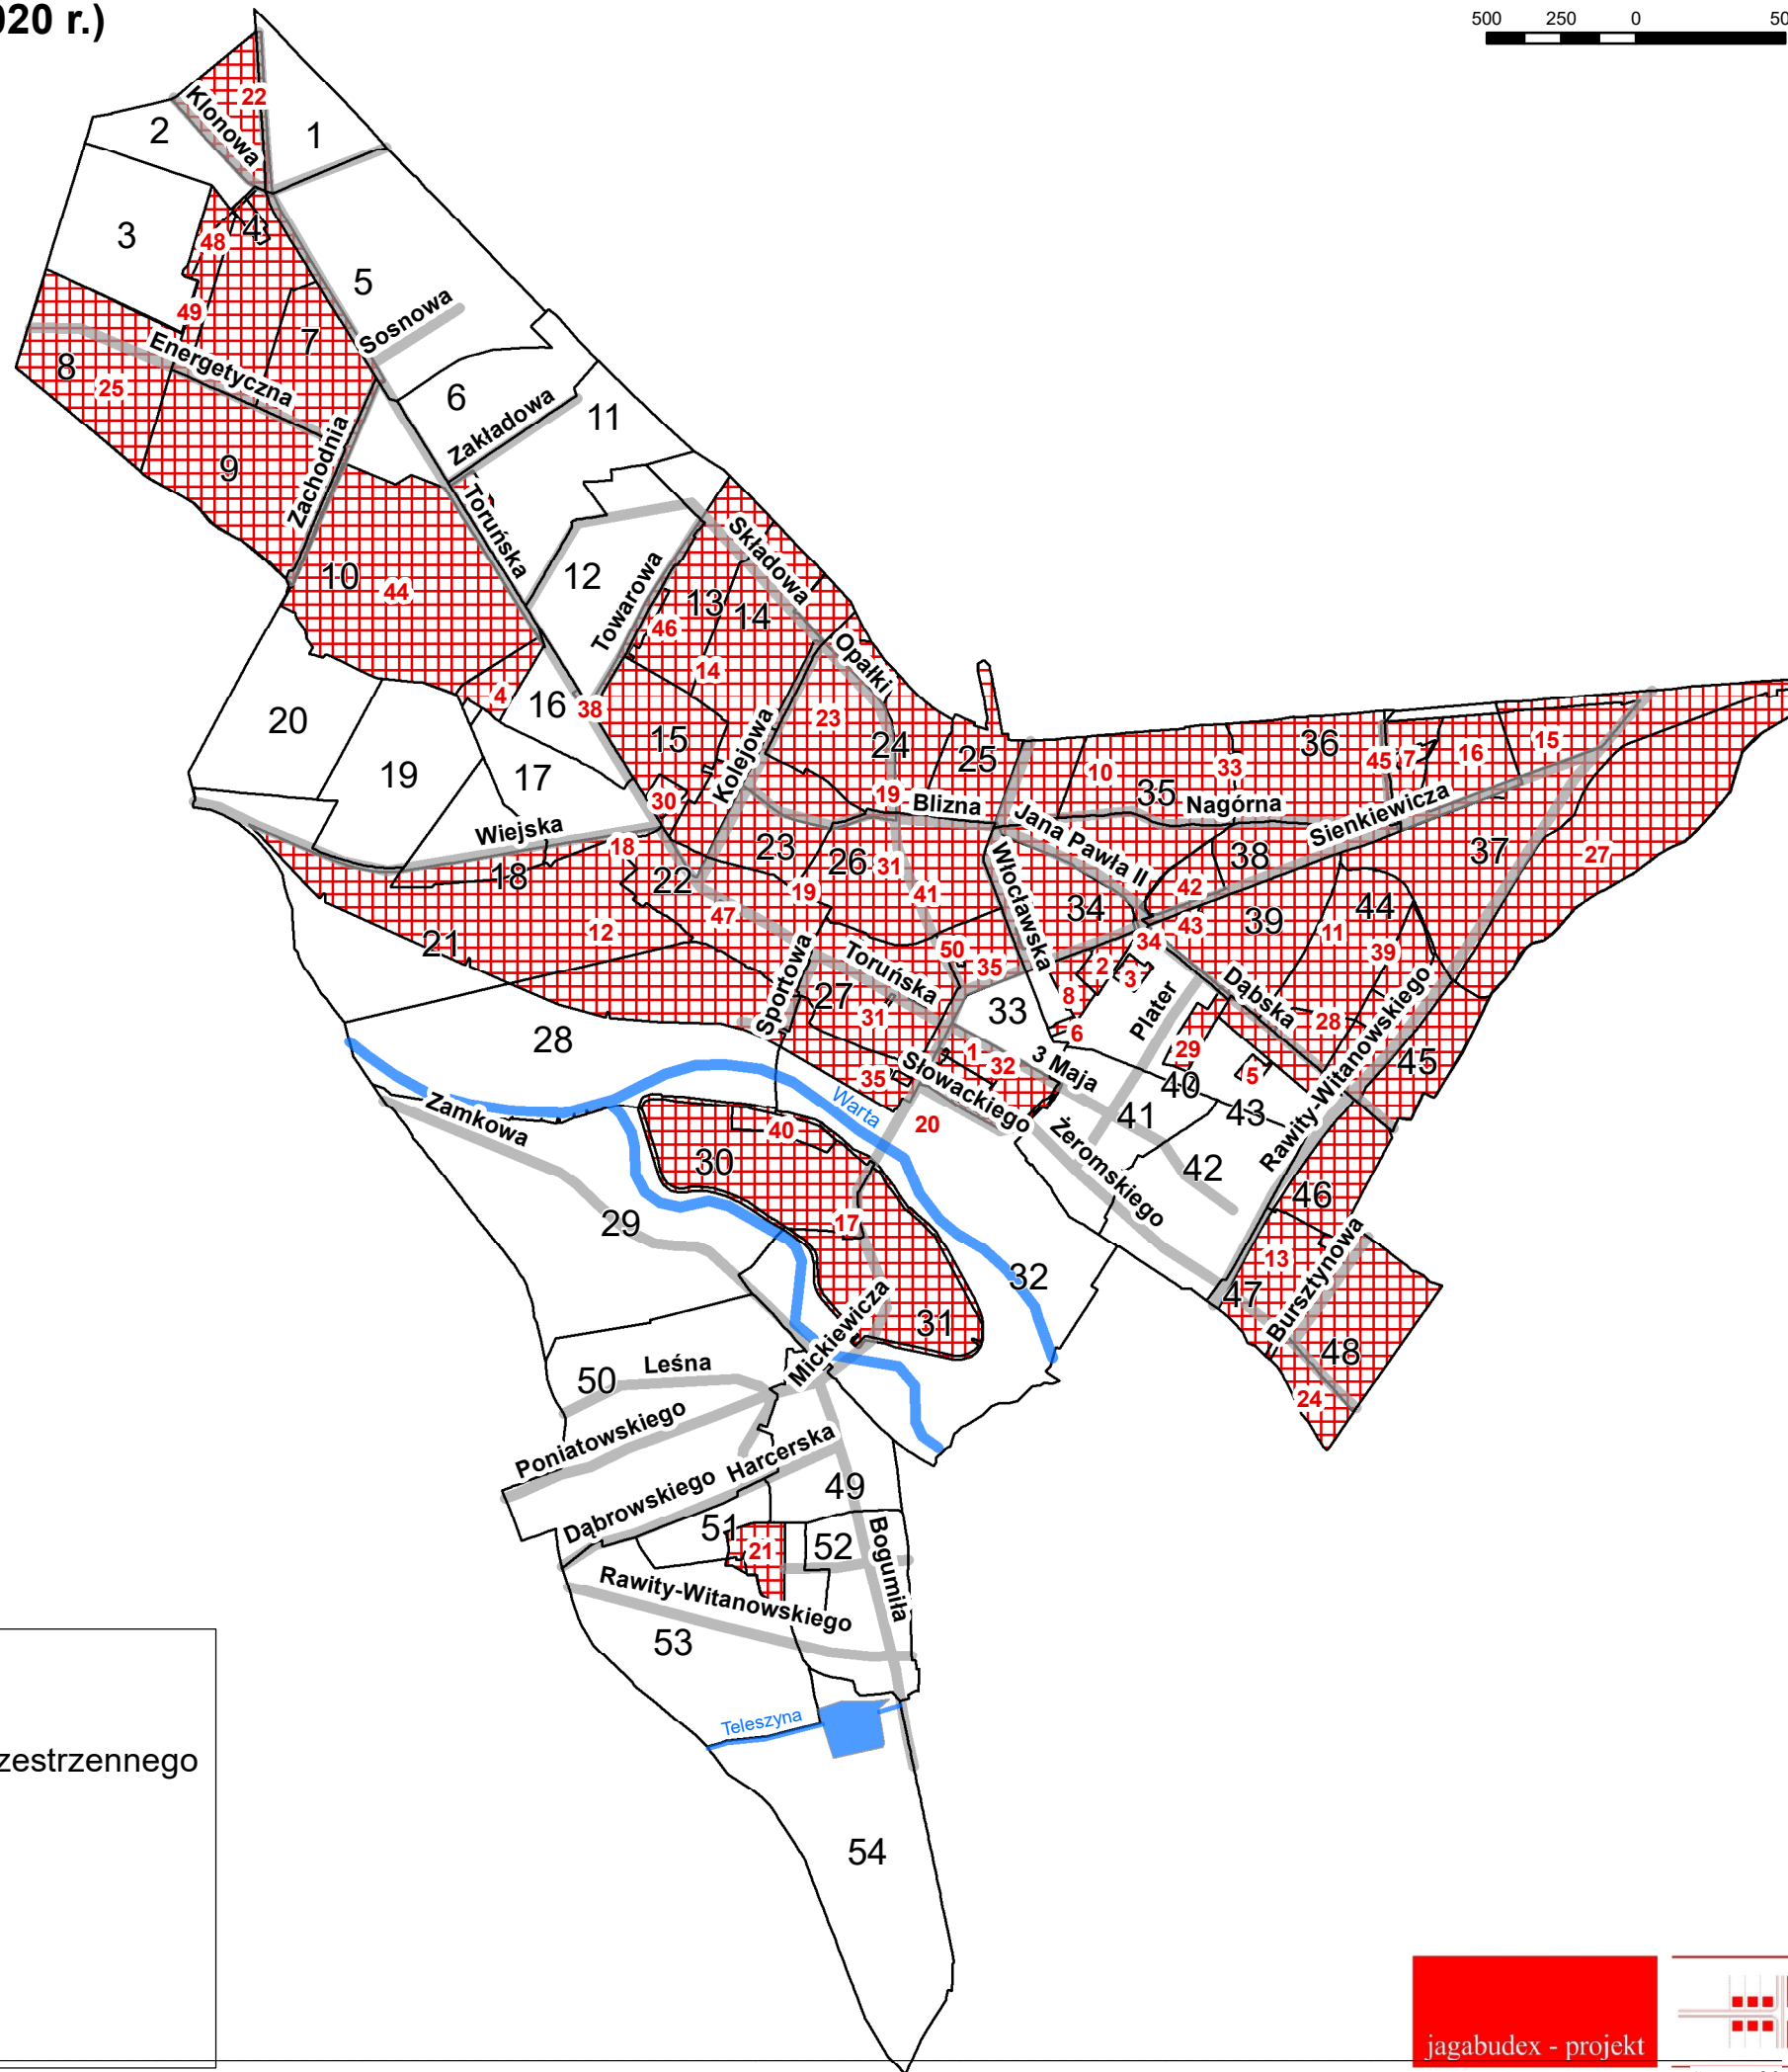 020 r.)
500 250 0 50
22
Klonowa
2
1
3
48
4
5
49
Sosnowa
7
Energetyczna
8
25
6
Zakładowa
11
9
Zachodnia
Toruńska
Składowa
10
44
12
Towarowa
13
14
46
Opałki
14
4
16
38
23
20
15
24
25
36
15
Kolejowa
45
7
16
10
33
19
17
30
19
Blizna
35
Nagórna
Sienkiewicza
Wiejska
18
Jana Pawła II
23
26
31
38
37
27
18
22
Włocławska
42
19
41
34
47
44
39
43
12
11
21
34
50
39
Sportowa
Toruńska
35
2
3
8
27
33
Plater
Dąbska
31
28
6
28
1
29
32
3 Maja
Słowackiego
5
45
35
40
Rawity-Witanowskiego
Warta
Zamkowa
20
41
43
40
Żeromskiego
30
42
46
29
17
13
32
Bursztynowa
47
Mickiewicza
31
48
Leśna
50
24
Poniatowskiego
Harcerska
Dąbrowskiego
49
51
52
21
Bogumiła
Rawity-Witanowskiego
53
Teleszyna
zestrzennego
54
jagabudex - projekt